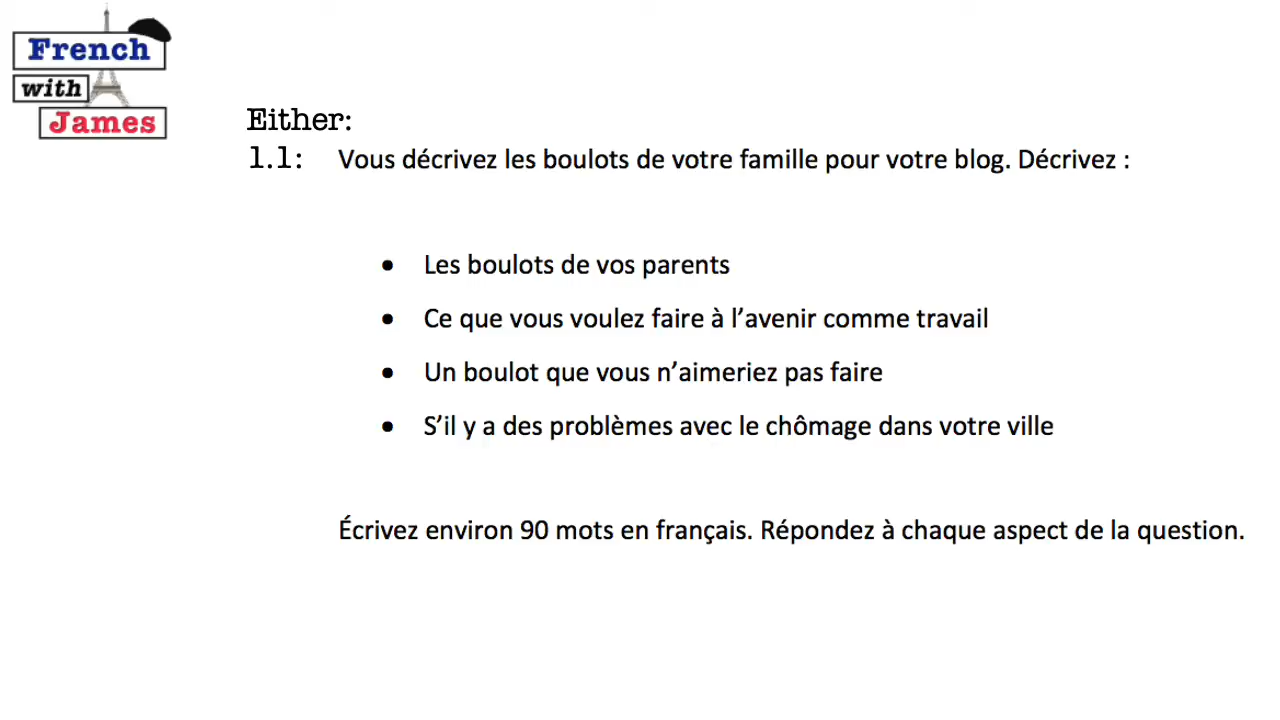 French
with
James
Either:
1.1: Vous décrivez les boulots de votre famille pour votre blog. Décrivez :
• Les boulots de vos parents
• Ce que vous voulez faire à l’avenir comme travail
• Un boulot que vous n’aimeriez pas faire
• S’il y a des problèmes avec le chômage dans votre ville
Écrivez environ 90 mots en français. Répondez à chaque aspect de la question.